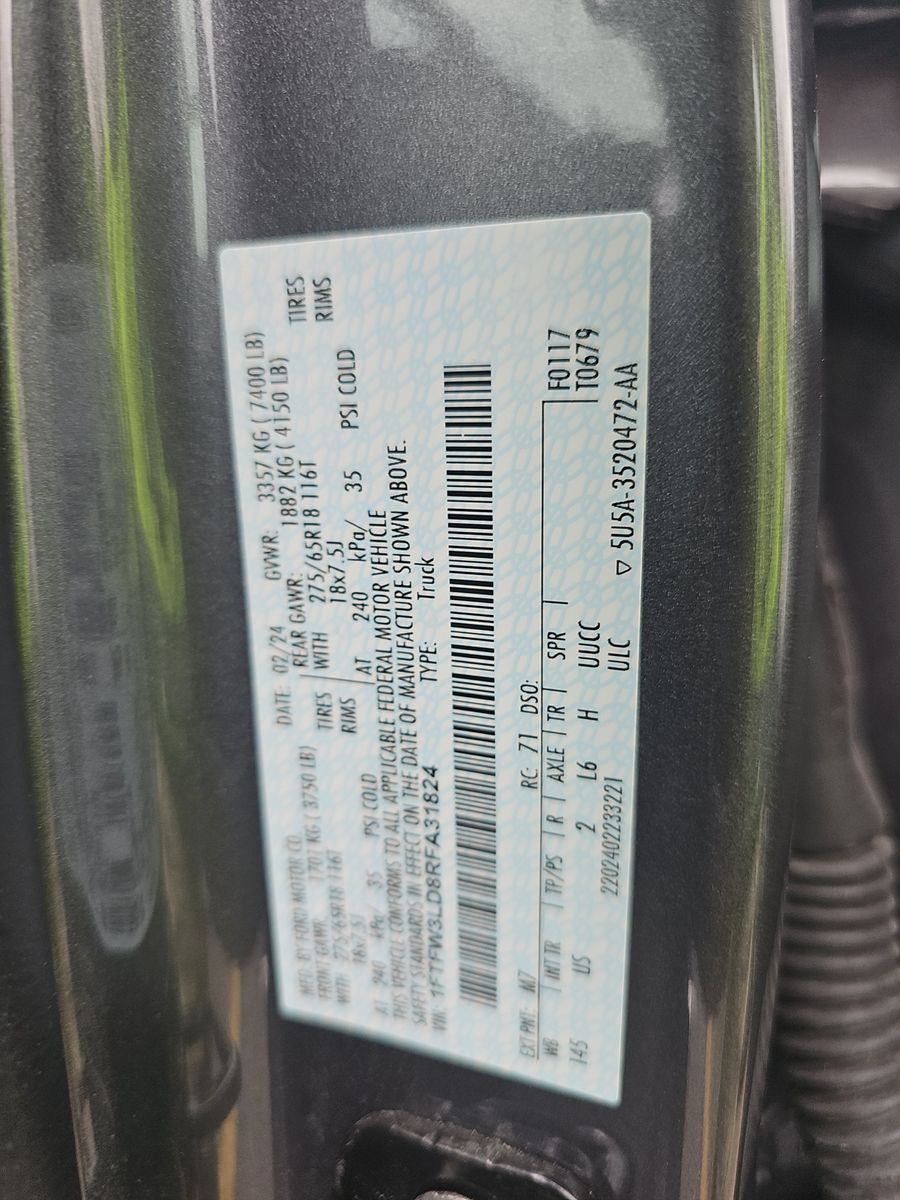 MFD. BY FORD MOTOR CO. DATE: 02/24 GVWR: 3357 KG ( 7400 LB)
FRONT GAWR: 1701 KG ( 3750 LB) REAR GAWR: 1882 KG ( 4150 LB)
WITH 275/65R18 116T TIRES WITH 275/65R18 116T TIRES
18x7.5J RIMS 18x7.5J RIMS
AT 240 kPa/ 35 PSI COLD AT 240 kPa/ 35 PSI COLD
THIS VEHICLE CONFORMS TO ALL APPLICABLE FEDERAL MOTOR VEHICLE
SAFETY STANDARDS IN EFFECT ON THE DATE OF MANUFACTURE SHOWN ABOVE.
VIN: 1FTFW3LD8RFA31824 TYPE: Truck
EXT PNT: M7 RC: 71 DSO:
WB INT TR TP/PS R AXLE TR SPR F0117
145 US 2 L6 H UUCC T0679
2202402233221 ULC ▽ 5U5A-3520472-AA